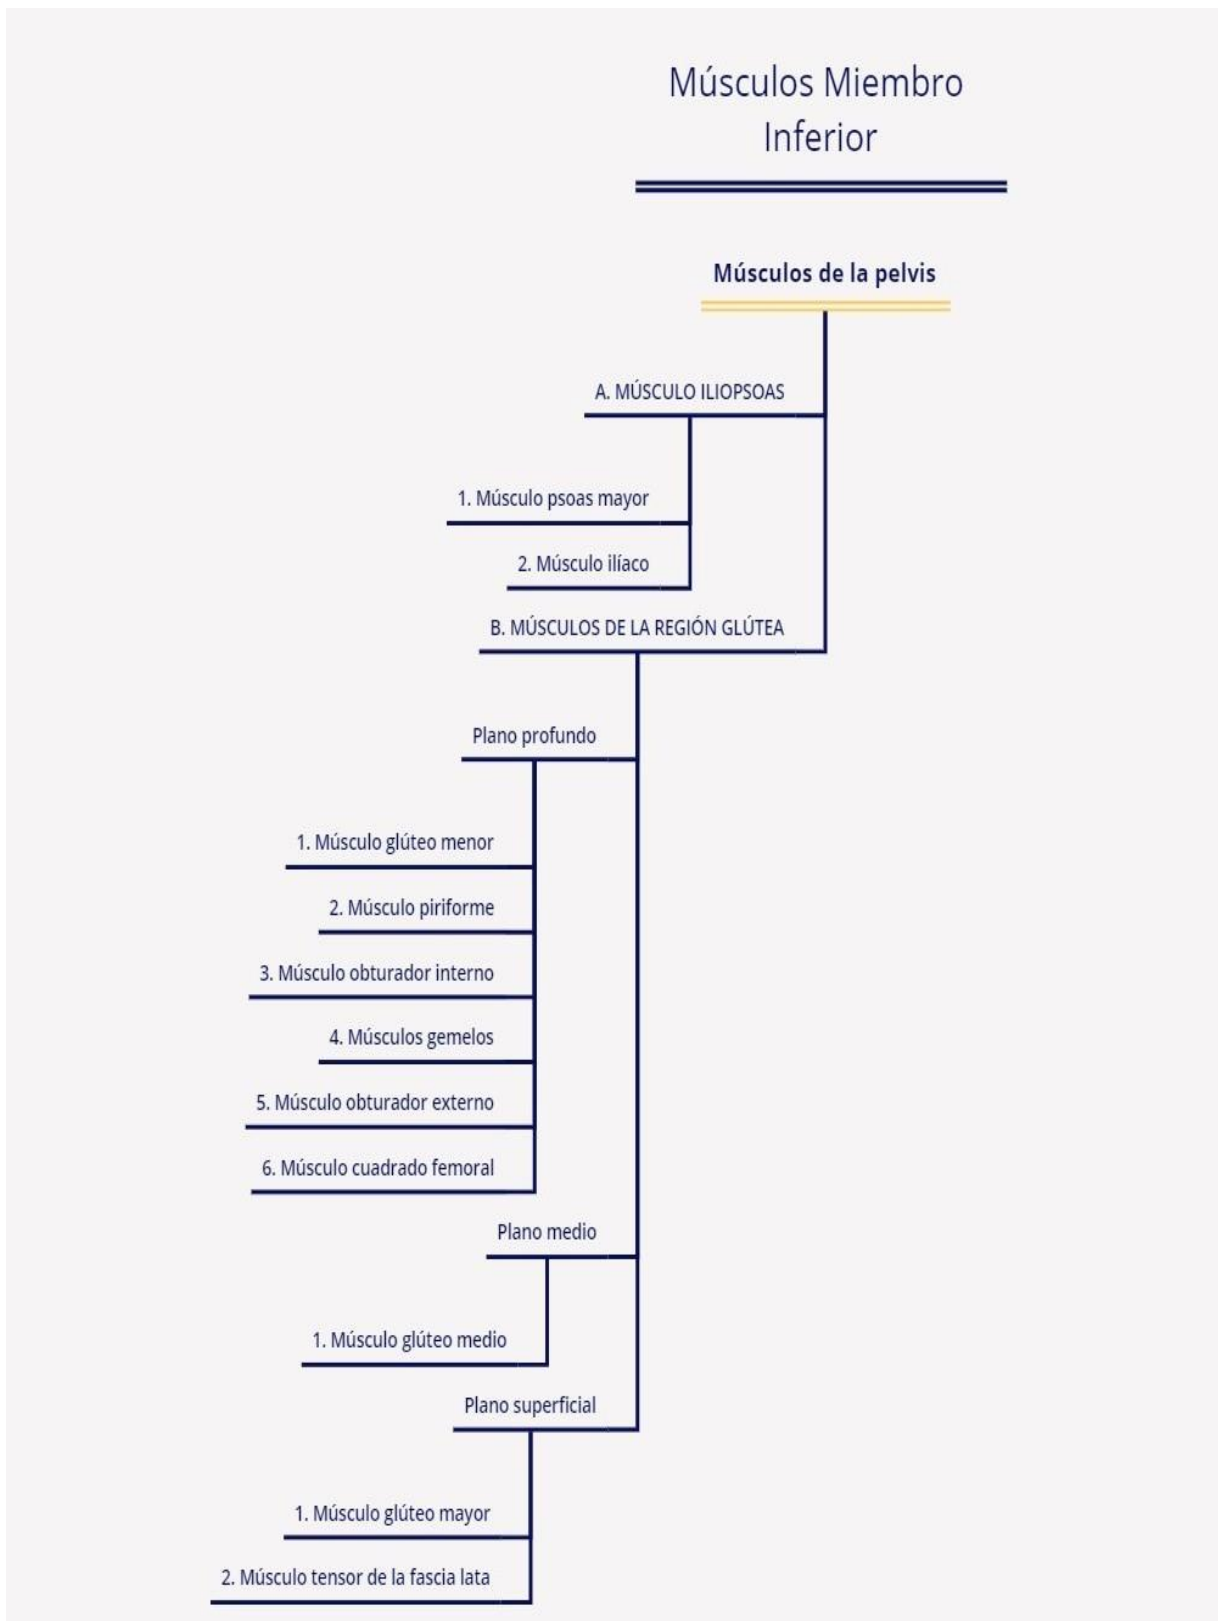 Músculos Miembro
Inferior
Músculos de la pelvis
A. MÚSCULO ILIOPSOAS
1. Músculo psoas mayor
2. Músculo ilíaco
B. MÚSCULOS DE LA REGIÓN GLÚTEA
Plano profundo
1. Músculo glúteo menor
2. Músculo piriforme
3. Músculo obturador interno
4. Músculos gemelos
5. Músculo obturador externo
6. Músculo cuadrado femoral
Plano medio
1. Músculo glúteo medio
Plano superficial
1. Músculo glúteo mayor
2. Músculo tensor de la fascia lata